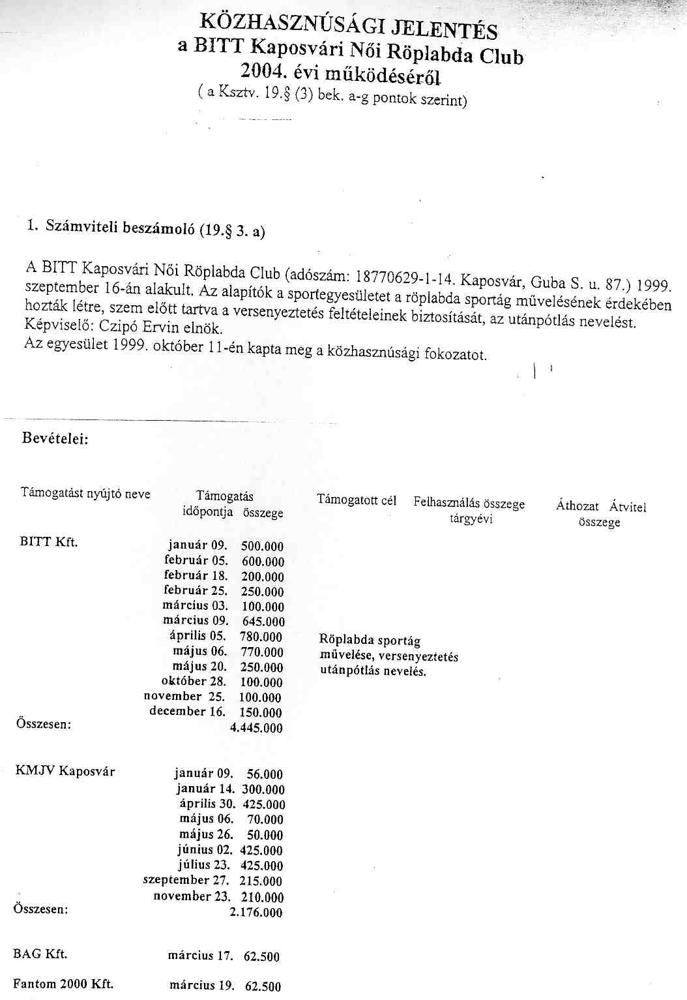 KÖZHASZNÚSÁGI JELENTÉS
a BITT Kaposvári Női Röplabda Club
2004. évi működéséről
( a Ksztv. 19.§ (3) bek. a-g pontok szerint)
1. Számviteli beszámoló (19.§ 3. a)
A BITT Kaposvári Női Röplabda Club (adószám: 18770629-1-14. Kaposvár, Guba S. u. 87.) 1999.
szeptember 16-án alakult. Az alapítók a sportegyesületet a röplabda sportág művelésének érdekében
hozták létre, szem előtt tartva a versenyeztetés feltételeinek biztosítását, az utánpótlás nevelést.
Képviselő: Czipó Ervin elnök.
Az egyesület 1999. október 11-én kapta meg a közhasznúsági fokozatot.
Bevételei:
Támogatást nyújtó neve Támogatás Támogatott cél Felhasználás összege Áthozat Átvitel
időpontja összege tárgyévi összege
BITT Kft. január 09. 500.000
február 05. 600.000
február 18. 200.000
február 25. 250.000
március 03. 100.000
március 09. 645.000
április 05. 780.000 Röplabda sportág
május 06. 770.000 művelése, versenyeztetés
május 20. 250.000 utánpótlás nevelés.
október 28. 100.000
november 25. 100.000
december 16. 150.000
Összesen: 4.445.000
KMJV Kaposvár január 09. 56.000
január 14. 300.000
április 30. 425.000
május 06. 70.000
május 26. 50.000
június 02. 425.000
július 23. 425.000
szeptember 27. 215.000
november 23. 210.000
Összesen: 2.176.000
BAG Kft. március 17. 62.500
Fantom 2000 Kft. március 19. 62.500